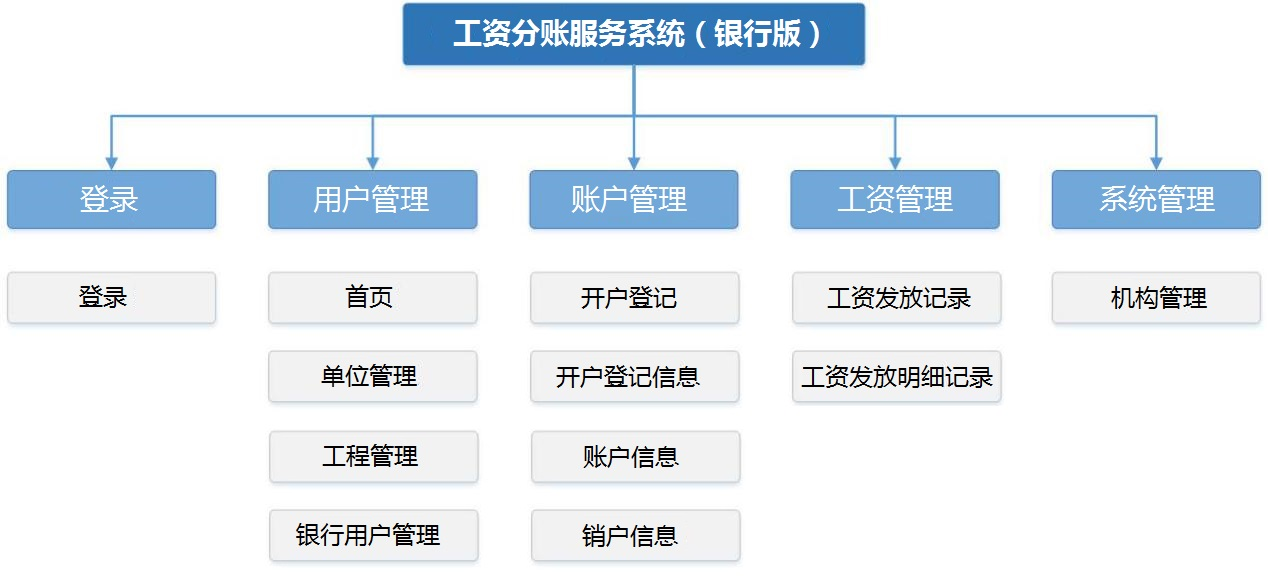 工资分账服务系统（银行版）
登录
用户管理
账户管理
工资管理
系统管理
登录
首页
开户登记
工资发放记录
机构管理
单位管理
开户登记信息
工资发放明细记录
工程管理
账户信息
银行用户管理
销户信息